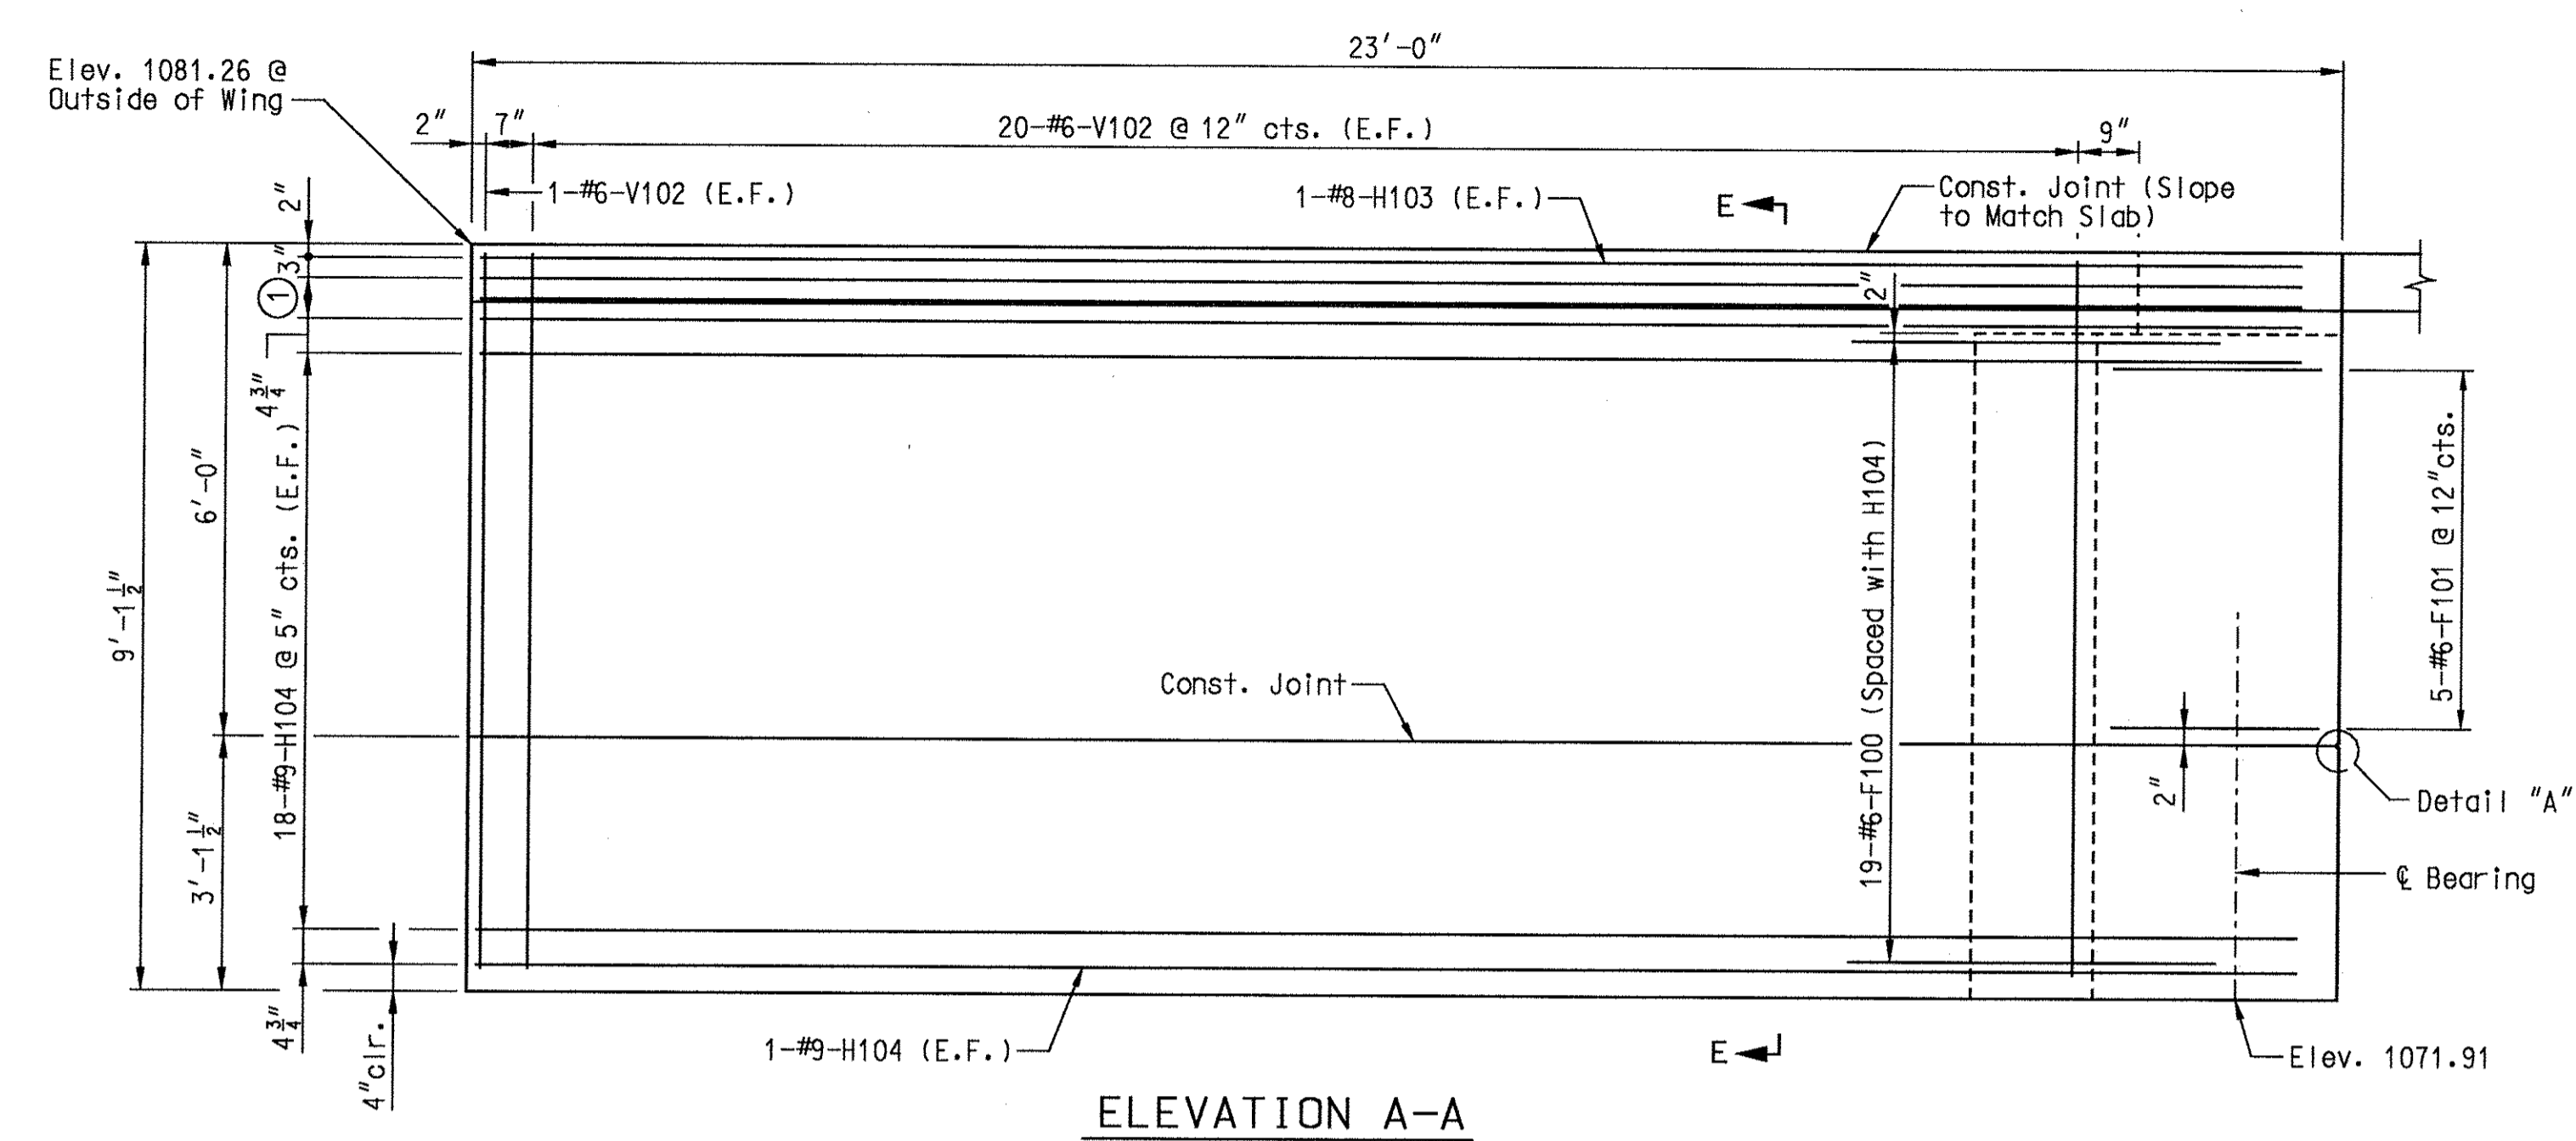 23'-0"
Elev. 1081.26 @
Outside of Wing
2"
7"
20-#6-V102 @ 12" cts. (E.F.)
9"
2"
1-#6-V102 (E.F.)
1-#8-H103 (E.F.)
E
Const. Joint (Slope
to Match Slab)
3"
1
2"
4 3/4"
18-#9-H104 @ 5" cts. (E.F.)
6'-0"
9'-1 1/2"
3'-1 1/2"
19-#6-F100 (Spaced with H104)
5-#6-F101 @ 12"cts.
Const. Joint
2"
Detail "A"
℄ Bearing
4 3/4"
4"clr.
1-#9-H104 (E.F.)
E
Elev. 1071.91
ELEVATION A-A